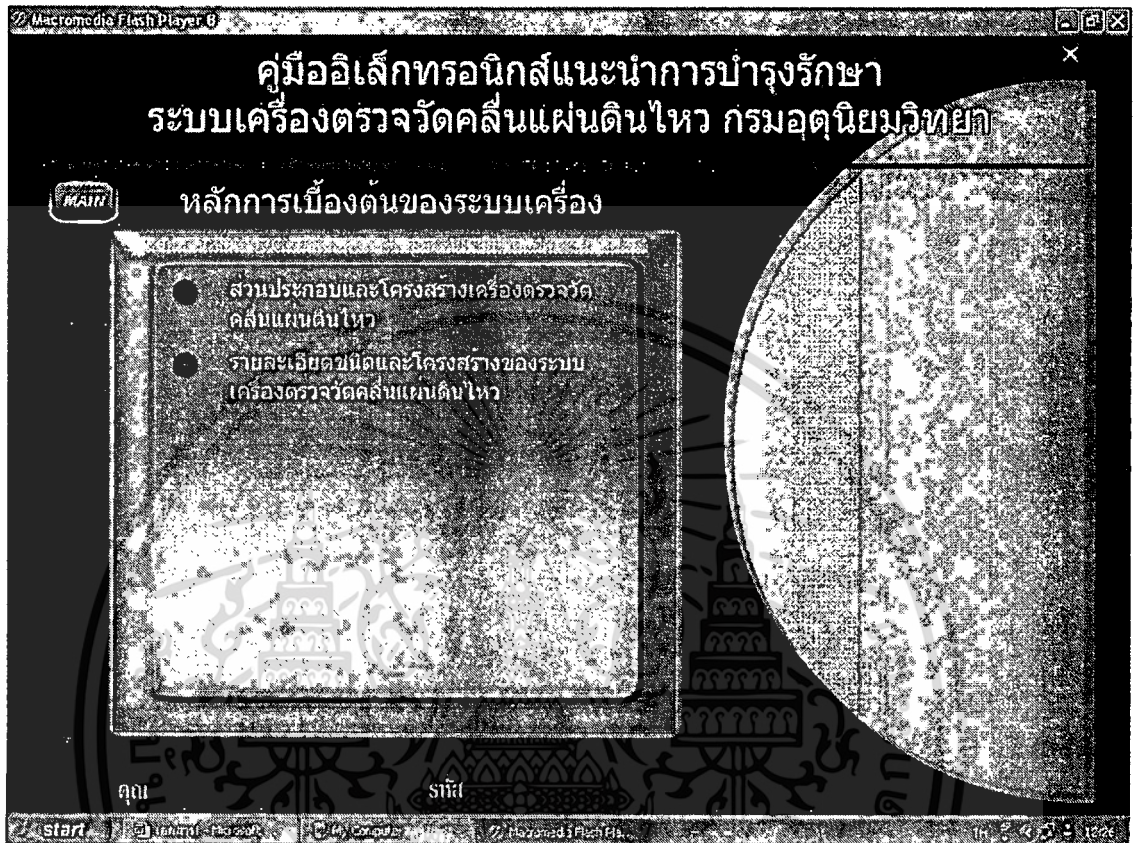 Macromedia Flash Player 8
คู่มืออิเล็กทรอนิกส์แนะนำการบำรุงรักษา
ระบบเครื่องตรวจวัดคลื่นแผ่นดินไหว กรมอุตุนิยมวิทยา
MAIN
หลักการเบื้องต้นของระบบเครื่อง
ส่วนประกอบและโครงสร้างเครื่องตรวจวัด
คลื่นแผ่นดินไหว
รายละเอียดชนิดและโครงสร้างของระบบ
เครื่องตรวจวัดคลื่นแผ่นดินไหว
คุณ รหัส
start My Computer Macromedia Flash Pla... TH 12:26